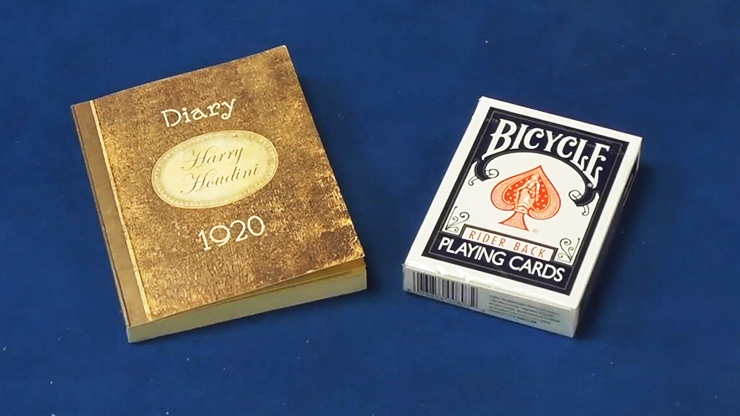 Diary
Harry
Houdini
1920
BICYCLE
RIDER BACK
PLAYING CARDS